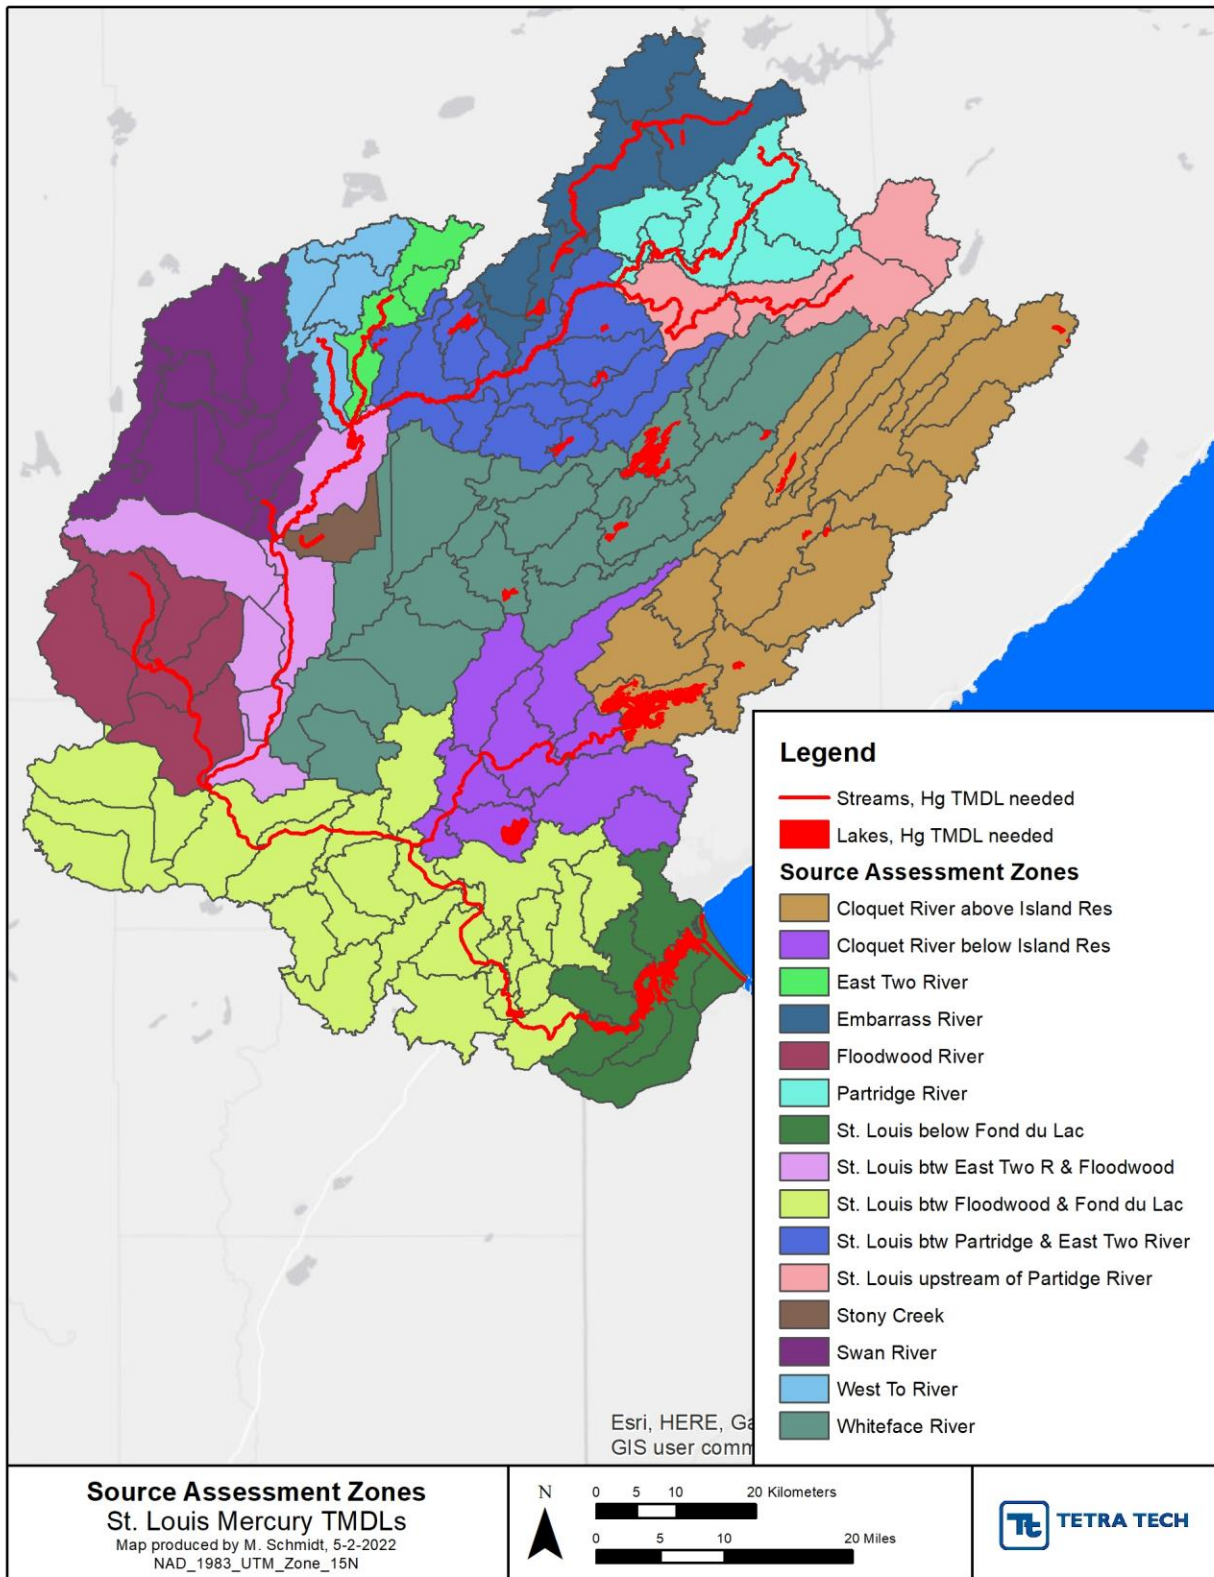 Legend
Streams, Hg TMDL needed
Lakes, Hg TMDL needed
Source Assessment Zones
Cloquet River above Island Res
Cloquet River below Island Res
East Two River
Embarrass River
Floodwood River
Partridge River
St. Louis below Fond du Lac
St. Louis btw East Two R & Floodwood
St. Louis btw Floodwood & Fond du Lac
St. Louis btw Partridge & East Two River
St. Louis upstream of Partidge River
Stony Creek
Swan River
West To River
Whiteface River
Esri, HERE, Ga
GIS user comm
Source Assessment Zones
St. Louis Mercury TMDLs
Map produced by M. Schmidt, 5-2-2022
NAD_1983_UTM_Zone_15N
N
0 5 10 20 Kilometers
0 5 10 20 Miles
Tt TETRA TECH